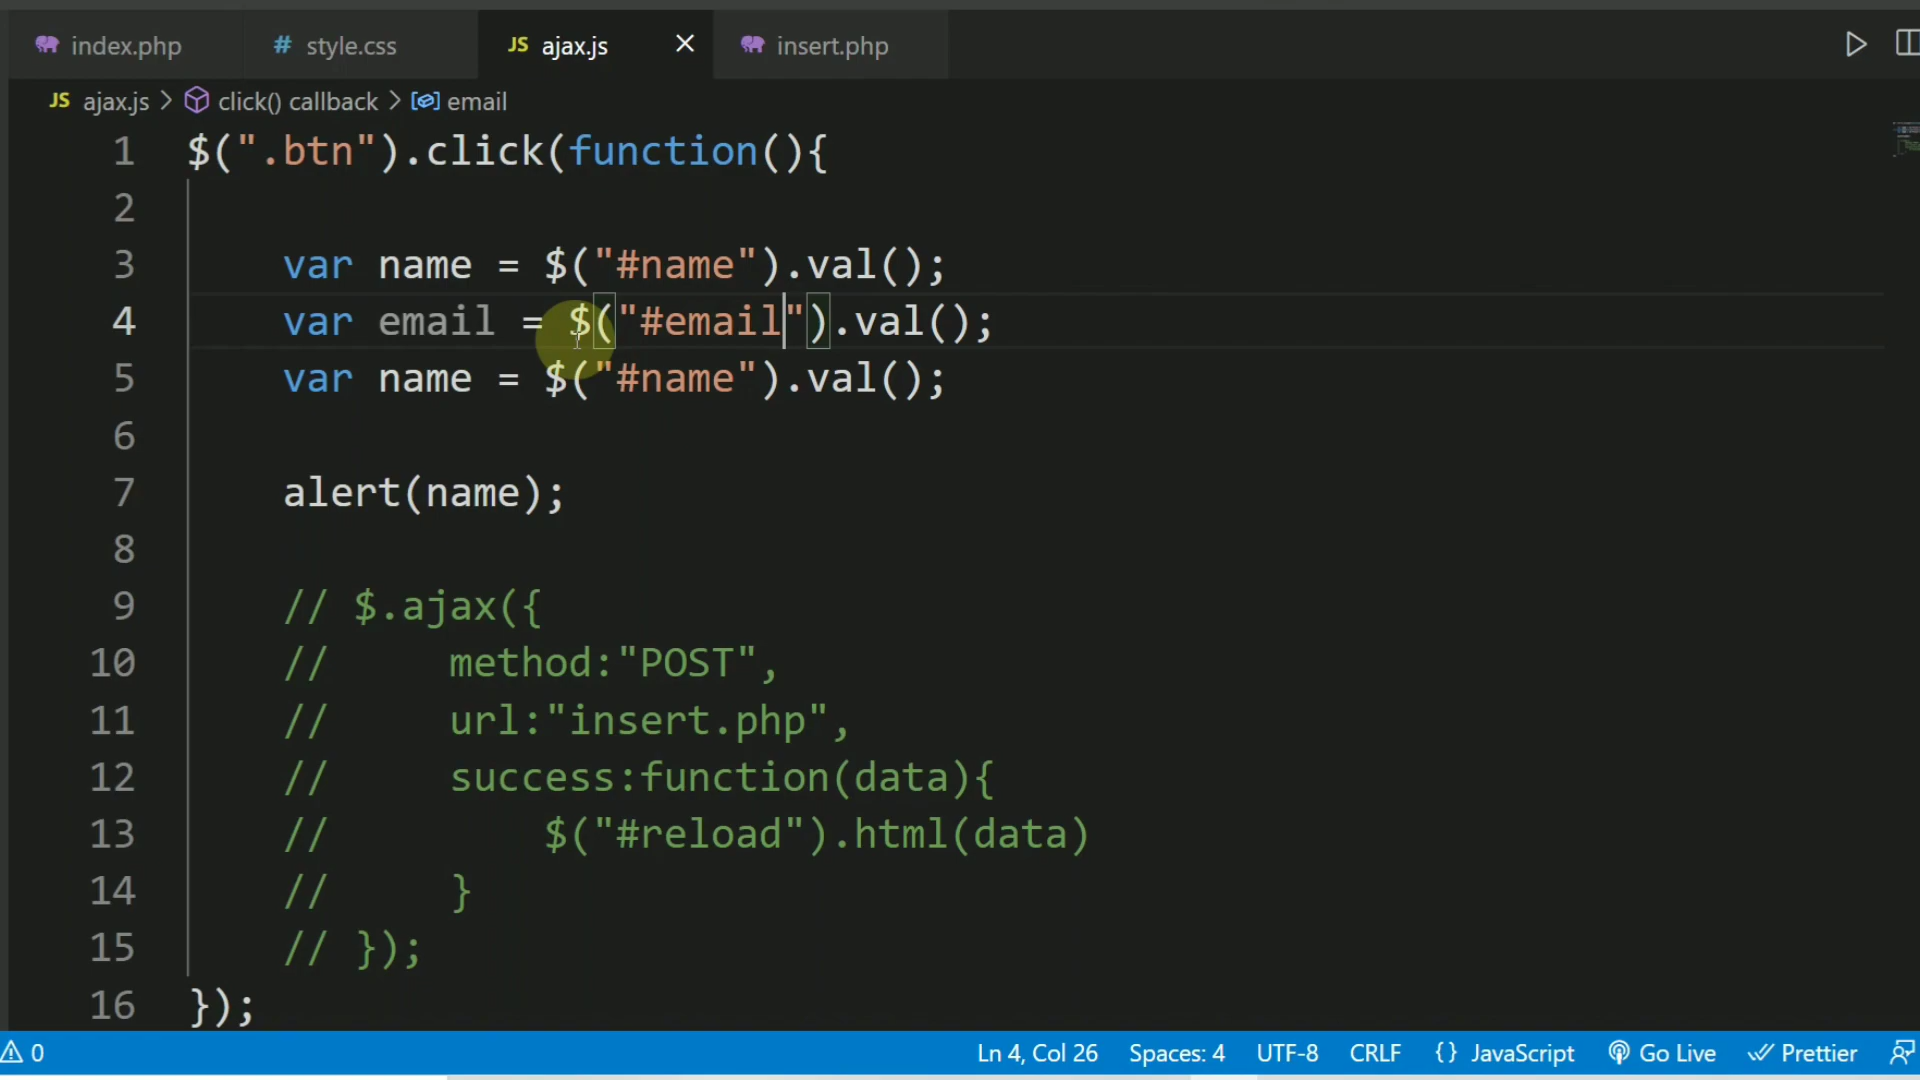 index.php # style.css JS ajax.js insert.php
JS ajax.js > click() callback > email
1 $(".btn").click(function(){
2
3 var name = $("#name").val();
4 var email = $("#email").val();
5 var name = $("#name").val();
6
7 alert(name);
8
9 // $.ajax({
10 // method:"POST",
11 // url:"insert.php",
12 // success:function(data){
13 // $("#reload").html(data)
14 // }
15 // });
16 });
0 Ln 4, Col 26 Spaces: 4 UTF-8 CRLF {} JavaScript Go Live Prettier